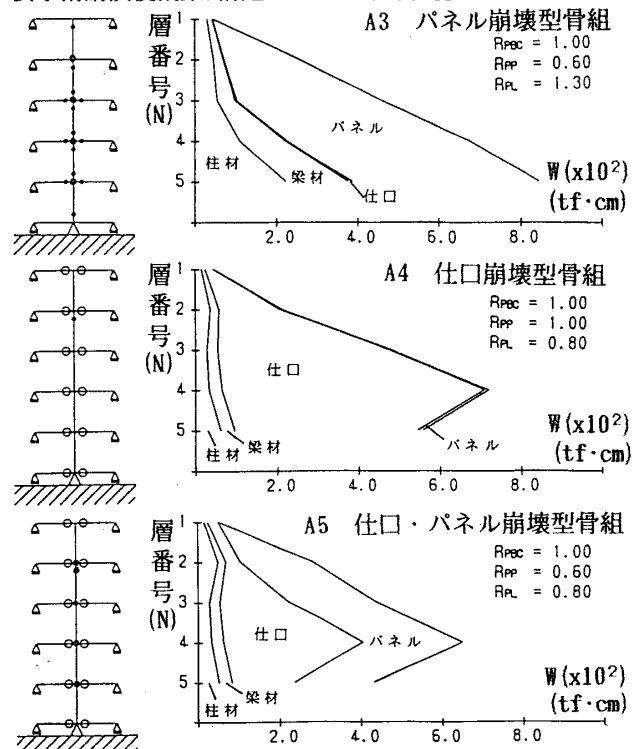 A3 パネル崩壊型骨組
RPBC = 1.00
RPP = 0.60
RPL = 1.30
層番号(N)
1
2
3
4
5
柱材
梁材
仕口
パネル
W(x10²)
(tf·cm)
2.0
4.0
6.0
8.0
A4 仕口崩壊型骨組
RPBC = 1.00
RPP = 1.00
RPL = 0.80
層番号(N)
1
2
3
4
5
仕口
柱材
梁材
パネル
W(x10²)
(tf·cm)
2.0
4.0
6.0
8.0
A5 仕口・パネル崩壊型骨組
RPBC = 1.00
RPP = 0.60
RPL = 0.80
層番号(N)
1
2
3
4
5
仕口
パネル
柱材
梁材
W(x10²)
(tf·cm)
2.0
4.0
6.0
8.0